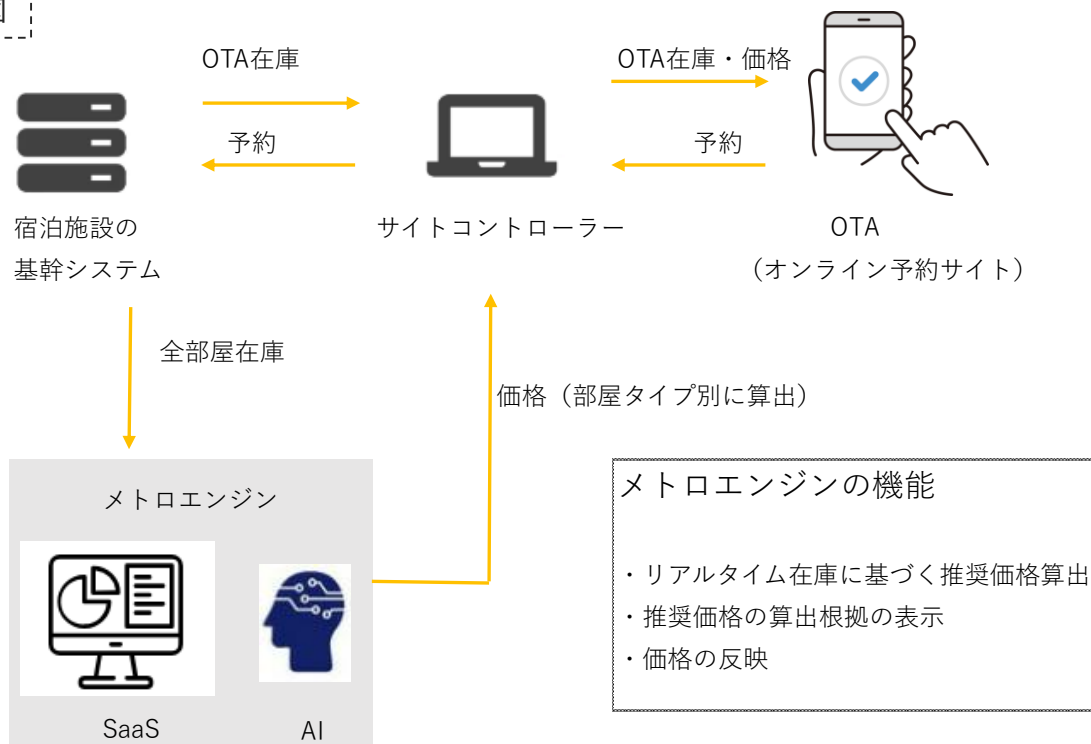 OTA在庫
OTA在庫・価格
予約
予約
宿泊施設の
基幹システム
サイトコントローラー
OTA
（オンライン予約サイト）
全部屋在庫
価格（部屋タイプ別に算出）
メトロエンジン
SaaS
AI
メトロエンジンの機能
・リアルタイム在庫に基づく推奨価格算出
・推奨価格の算出根拠の表示
・価格の反映